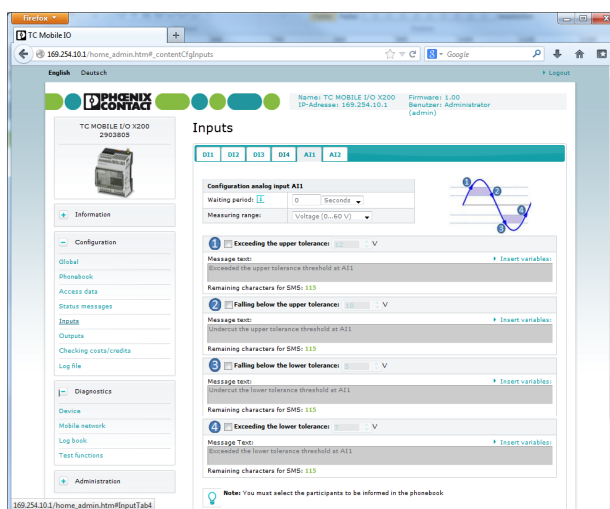 Firefox
TC Mobile IO
169.254.10.1/home_admin.htm#_contentCfgInputs
Google
English Deutsch
Logout
PHŒNIX CONTACT
Name: TC MOBILE I/O X200
IP-Adresse: 169.254.10.1
Firmware: 1.00
Benutzer: Administrator
(admin)
TC MOBILE I/O X200
2903805
Information
Configuration
Global
Phonebook
Access data
Status messages
Inputs
Outputs
Checking costs/credits
Log file
Diagnostics
Device
Mobile network
Log book
Test functions
Administration
Inputs
DI1 DI2 DI3 DI4 AI1 AI2
Configuration analog input AI1
Waiting period: i 0 Seconds
Measuring range: Voltage (0...60 V)
1 2 3 4
1 Exceeding the upper tolerance: 12 V
Message text: Insert variables:
Exceeded the upper tolerance threshold at AI1
Remaining characters for SMS: 115
2 Falling below the upper tolerance: 10 V
Message text: Insert variables:
Undercut the upper tolerance threshold at AI1
Remaining characters for SMS: 115
3 Falling below the lower tolerance: V
Message text: Insert variables:
Undercut the lower tolerance threshold at AI1
Remaining characters for SMS: 115
4 Exceeding the lower tolerance: V
Message Text: Insert variables:
Exceeded the lower tolerance threshold at AI1
Remaining characters for SMS: 115
Note: You must select the participants to be informed in the phonebook
169.254.10.1/home_admin.htm#InputTab4